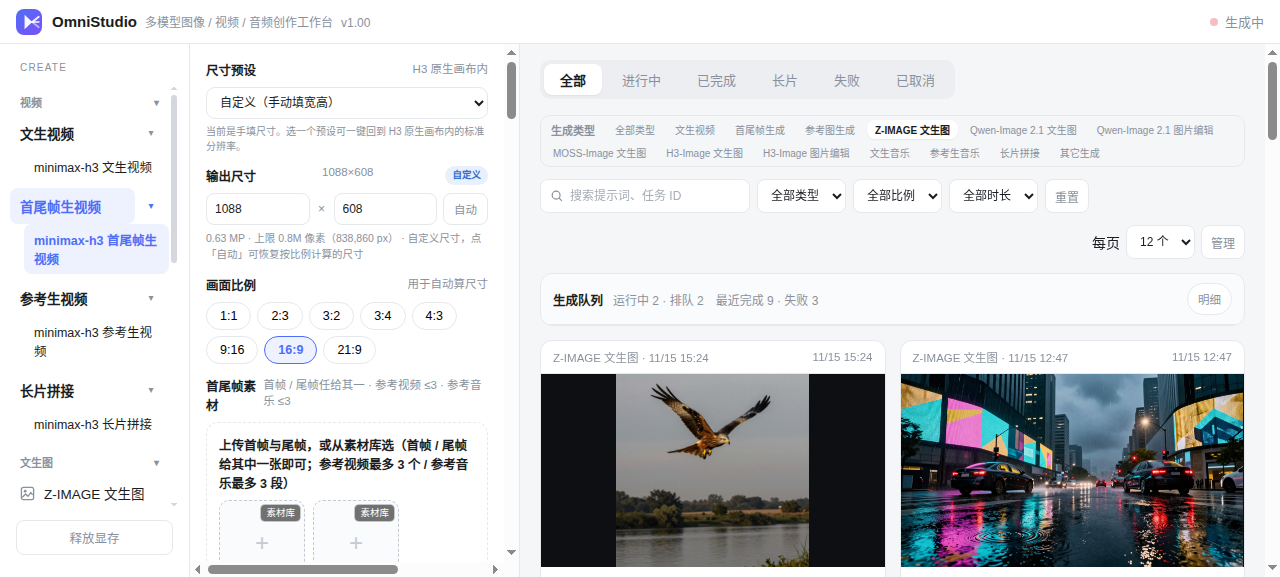 OmniStudio 多模型图像 / 视频 / 音频创作工作台 v1.00
生成中
CREATE
视频
文生视频
minimax-h3 文生视频
首尾帧生视频
minimax-h3 首尾帧生
视频
参考生视频
minimax-h3 参考生视
频
长片拼接
minimax-h3 长片拼接
文生图
Z-IMAGE 文生图
释放显存
尺寸预设 H3 原生画布内
自定义（手动填宽高）
当前是手填尺寸。选一个预设可一键回到 H3 原生画布内的标准
分辨率。
输出尺寸 1088×608 自定义
1088 × 608 自动
0.63 MP · 上限 0.8M 像素（838,860 px） · 自定义尺寸，点
「自动」可恢复按比例计算的尺寸
画面比例 用于自动算尺寸
1:1 2:3 3:2 3:4 4:3
9:16 16:9 21:9
首尾帧素 首帧 / 尾帧任给其一 · 参考视频 ≤3 · 参考音
材 乐 ≤3
上传首帧与尾帧，或从素材库选（首帧 / 尾帧
给其中一张即可；参考视频最多 3 个 / 参考音
乐最多 3 段）
素材库 素材库
全部 进行中 已完成 长片 失败 已取消
生成类型 全部类型 文生视频 首尾帧生成 参考图生成 Z-IMAGE 文生图 Qwen-Image 2.1 文生图 Qwen-Image 2.1 图片编辑
MOSS-Image 文生图 H3-Image 文生图 H3-Image 图片编辑 文生音乐 参考生音乐 长片拼接 其它生成
搜索提示词、任务 ID 全部类型 全部比例 全部时长 重置
每页 12 个 管理
生成队列 运行中 2 · 排队 2 最近完成 9 · 失败 3 明细
Z-IMAGE 文生图 · 11/15 15:24 11/15 15:24
Z-IMAGE 文生图 · 11/15 12:47 11/15 12:47